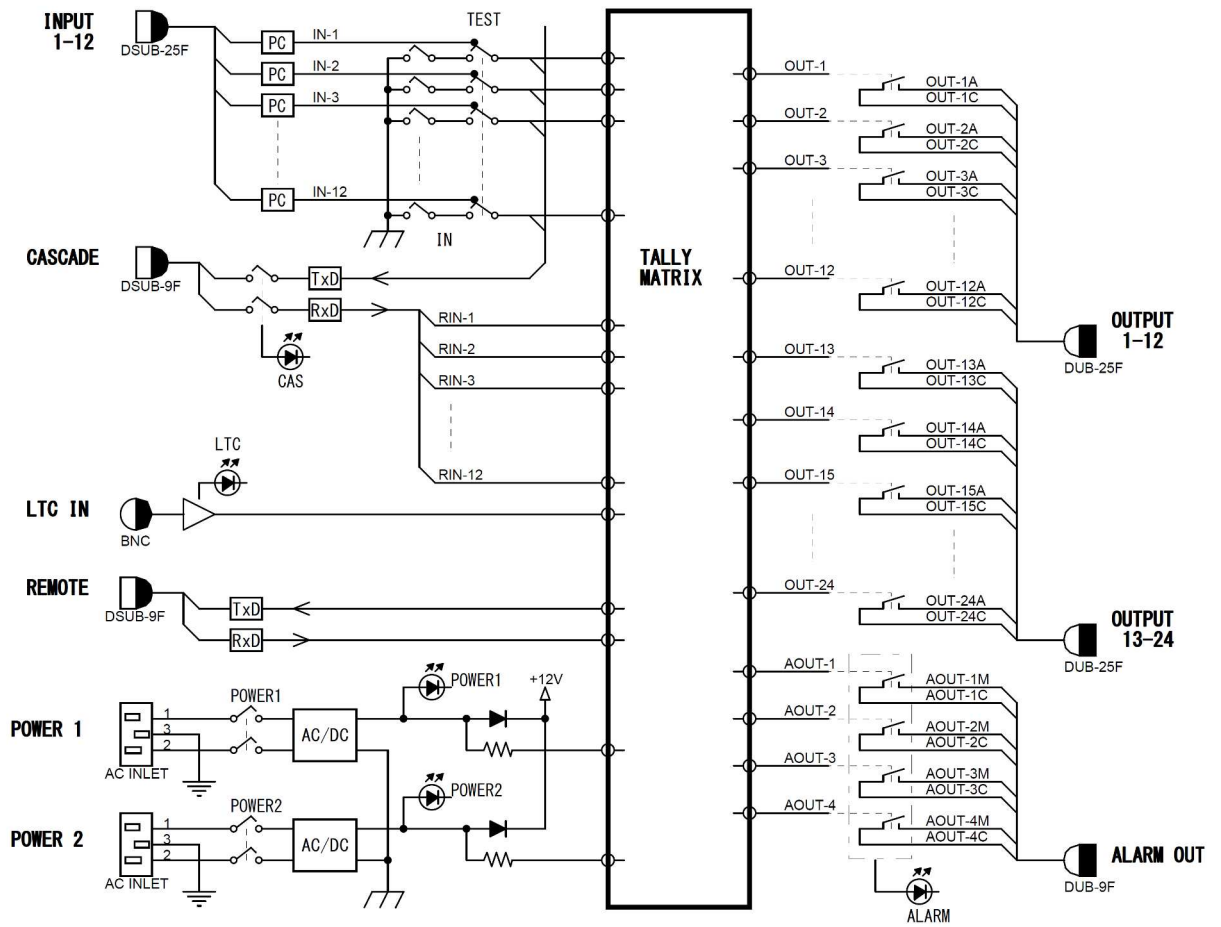 INPUT
1-12
DSUB-25F
PC
IN-1
PC
IN-2
PC
IN-3
PC
IN-12
TEST
IN
CASCADE
DSUB-9F
TxD
RxD
CAS
RIN-1
RIN-2
RIN-3
RIN-12
LTC
LTC IN
BNC
REMOTE
DSUB-9F
TxD
RxD
POWER 1
AC INLET
1
3
2
POWER1
AC/DC
POWER1
+12V
POWER 2
AC INLET
1
3
2
POWER2
AC/DC
POWER2
TALLY
MATRIX
OUT-1
OUT-1A
OUT-1C
OUT-2
OUT-2A
OUT-2C
OUT-3
OUT-3A
OUT-3C
OUT-12
OUT-12A
OUT-12C
OUTPUT
1-12
DUB-25F
OUT-13
OUT-13A
OUT-13C
OUT-14
OUT-14A
OUT-14C
OUT-15
OUT-15A
OUT-15C
OUT-24
OUT-24A
OUT-24C
OUTPUT
13-24
DUB-25F
AOUT-1
AOUT-1M
AOUT-1C
AOUT-2
AOUT-2M
AOUT-2C
AOUT-3
AOUT-3M
AOUT-3C
AOUT-4
AOUT-4M
AOUT-4C
ALARM OUT
DUB-9F
ALARM